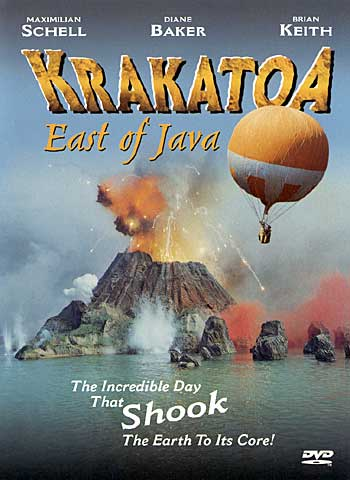 MAXIMILIAN SCHELL
DIANE BAKER
BRIAN KEITH
KRAKATOA
East of Java
The Incredible Day
That Shook
The Earth To Its Core!
DVD